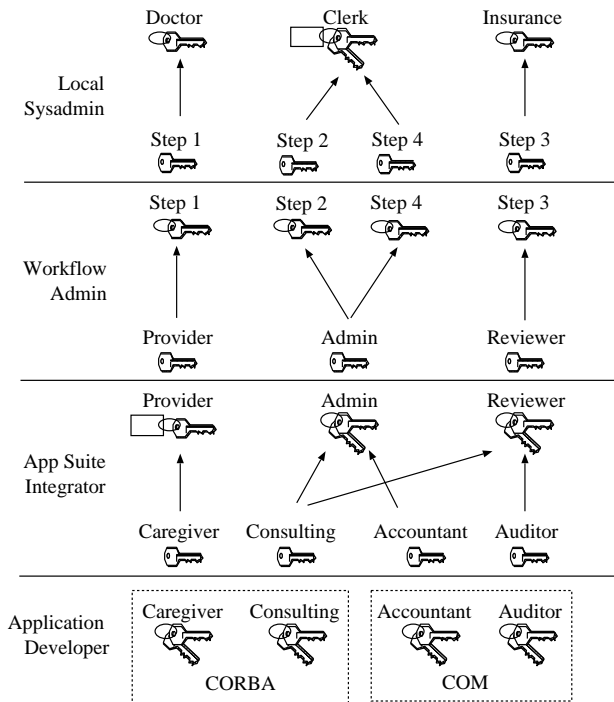 Doctor Clerk Insurance
Local
Sysadmin
Step 1 Step 2 Step 4 Step 3
Step 1 Step 2 Step 4 Step 3
Workflow
Admin
Provider Admin Reviewer
Provider Admin Reviewer
App Suite
Integrator
Caregiver Consulting Accountant Auditor
Application
Developer
Caregiver Consulting Accountant Auditor
CORBA COM